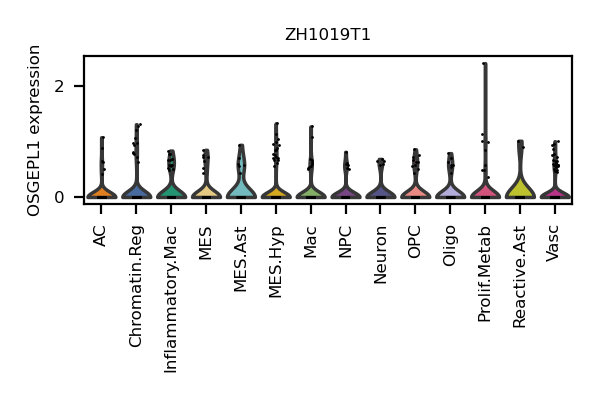 ZH1019T1
OSGEPL1 expression
2
0
AC
Chromatin.Reg
Inflammatory.Mac
MES
MES.Ast
MES.Hyp
Mac
NPC
Neuron
OPC
Oligo
Prolif.Metab
Reactive.Ast
Vasc